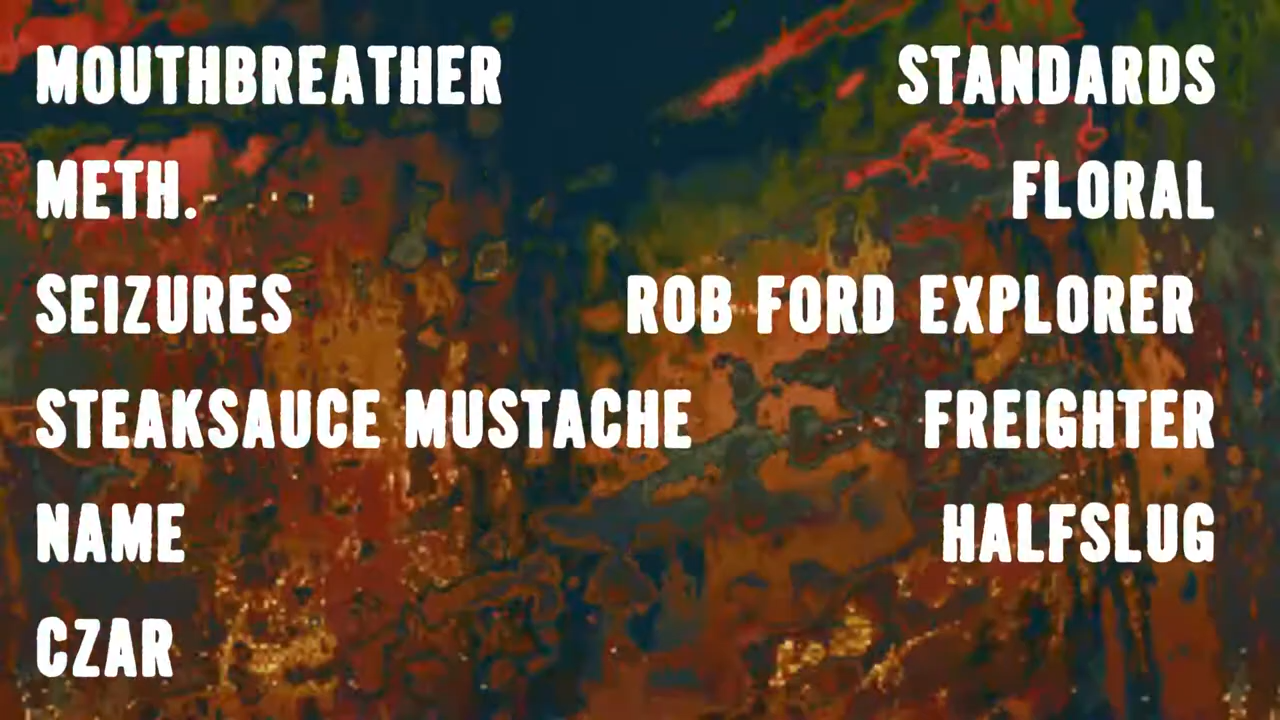 MOUTHBREATHER
METH.
SEIZURES
STEAKSAUCE MUSTACHE
NAME
CZAR
STANDARDS
FLORAL
ROB FORD EXPLORER
FREIGHTER
HALFSLUG